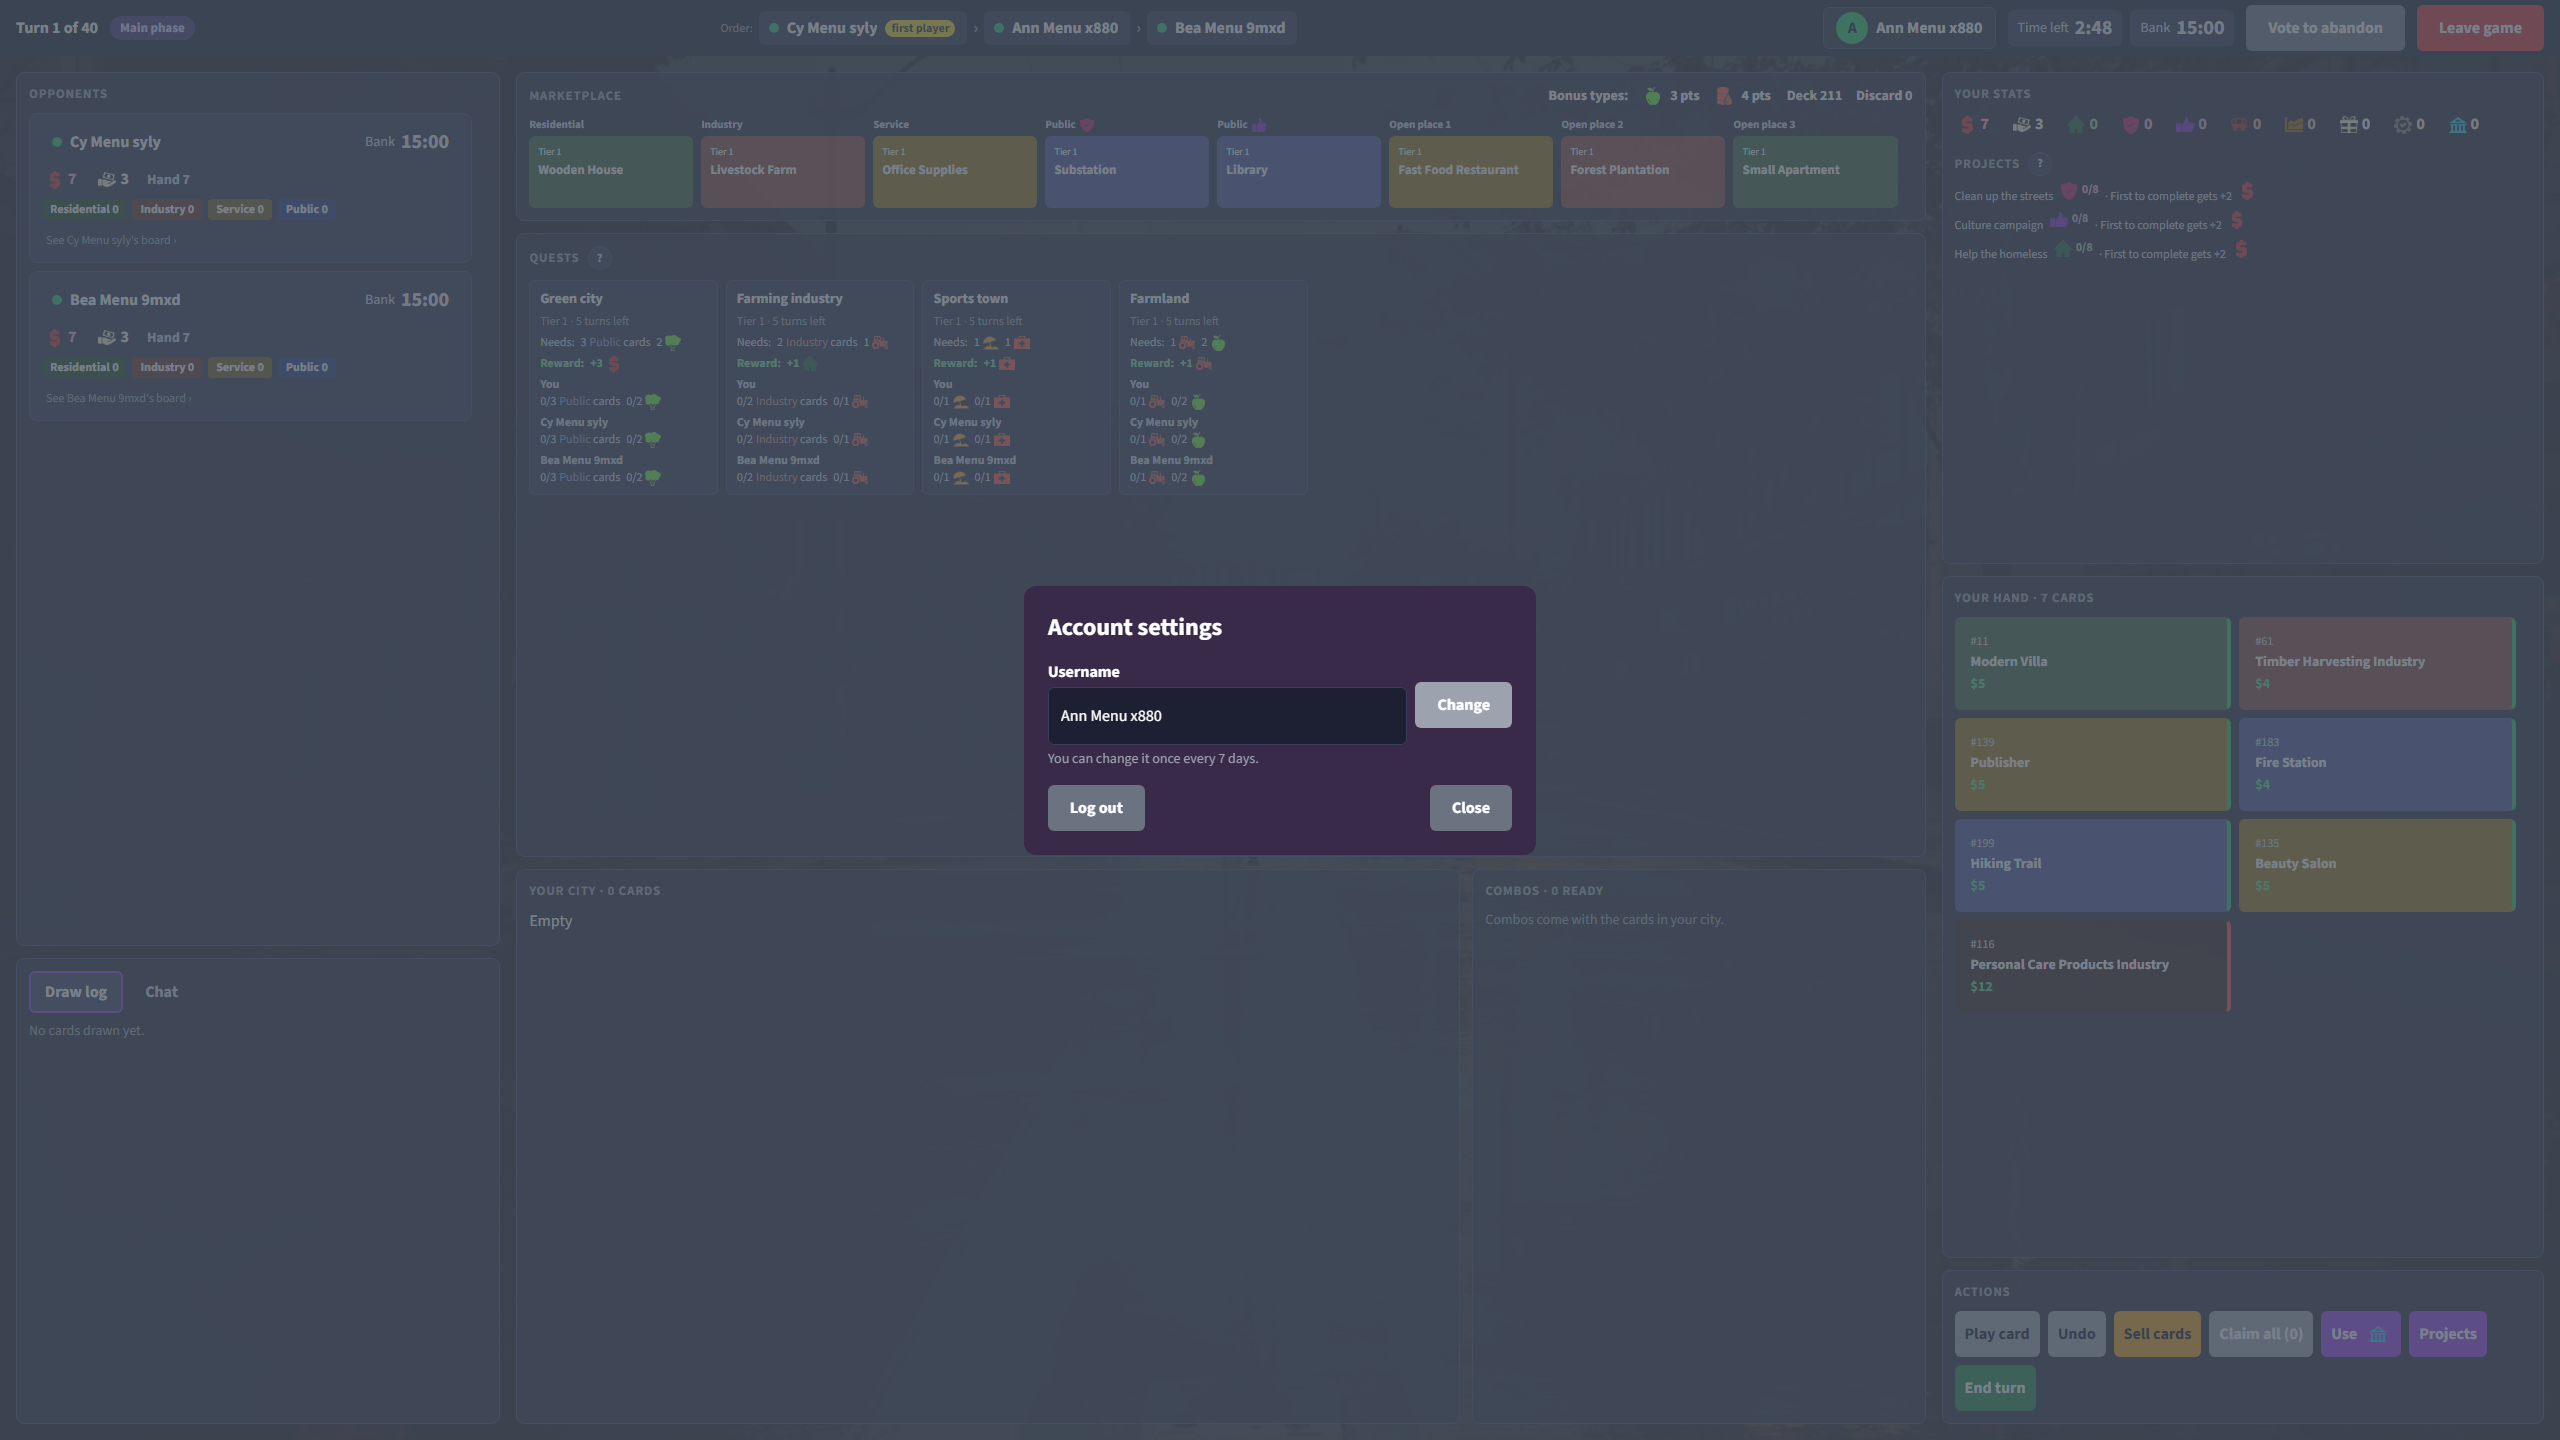 Turn 1 of 40 Main phase
Order: Cy Menu syly first player › Ann Menu x880 › Bea Menu 9mxd
A Ann Menu x880 Time left 2:48 Bank 15:00 Vote to abandon Leave game
OPPONENTS
Cy Menu syly Bank 15:00
7 3 Hand 7
Residential 0 Industry 0 Service 0 Public 0
See Cy Menu syly's board ›
Bea Menu 9mxd Bank 15:00
7 3 Hand 7
Residential 0 Industry 0 Service 0 Public 0
See Bea Menu 9mxd's board ›
Draw log Chat
No cards drawn yet.
MARKETPLACE Bonus types: 3 pts 4 pts Deck 211 Discard 0
Residential Industry Service Public Public Open place 1 Open place 2 Open place 3
Tier 1 Tier 1 Tier 1 Tier 1 Tier 1 Tier 1 Tier 1 Tier 1
Wooden House Livestock Farm Office Supplies Substation Library Fast Food Restaurant Forest Plantation Small Apartment
QUESTS ?
Green city
Tier 1 · 5 turns left
Needs: 3 Public cards 2
Reward: +3
You
0/3 Public cards 0/2
Cy Menu syly
0/3 Public cards 0/2
Bea Menu 9mxd
0/3 Public cards 0/2
Farming industry
Tier 1 · 5 turns left
Needs: 2 Industry cards 1
Reward: +1
You
0/2 Industry cards 0/1
Cy Menu syly
0/2 Industry cards 0/1
Bea Menu 9mxd
0/2 Industry cards 0/1
Sports town
Tier 1 · 5 turns left
Needs: 1 1
Reward: +1
You
0/1 0/1
Cy Menu syly
0/1 0/1
Bea Menu 9mxd
0/1 0/1
Farmland
Tier 1 · 5 turns left
Needs: 1 2
Reward: +1
You
0/1 0/2
Cy Menu syly
0/1 0/2
Bea Menu 9mxd
0/1 0/2
Account settings
Username
Ann Menu x880 Change
You can change it once every 7 days.
Log out Close
YOUR CITY · 0 CARDS
Empty
COMBOS · 0 READY
Combos come with the cards in your city.
YOUR STATS
7 3 0 0 0 0 0 0 0 0
PROJECTS ?
Clean up the streets 0/8 · First to complete gets +2
Culture campaign 0/8 · First to complete gets +2
Help the homeless 0/8 · First to complete gets +2
YOUR HAND · 7 CARDS
#11
Modern Villa
$5
#61
Timber Harvesting Industry
$4
#139
Publisher
$5
#183
Fire Station
$4
#199
Hiking Trail
$5
#135
Beauty Salon
$5
#116
Personal Care Products Industry
$12
ACTIONS
Play card Undo Sell cards Claim all (0) Use Projects
End turn